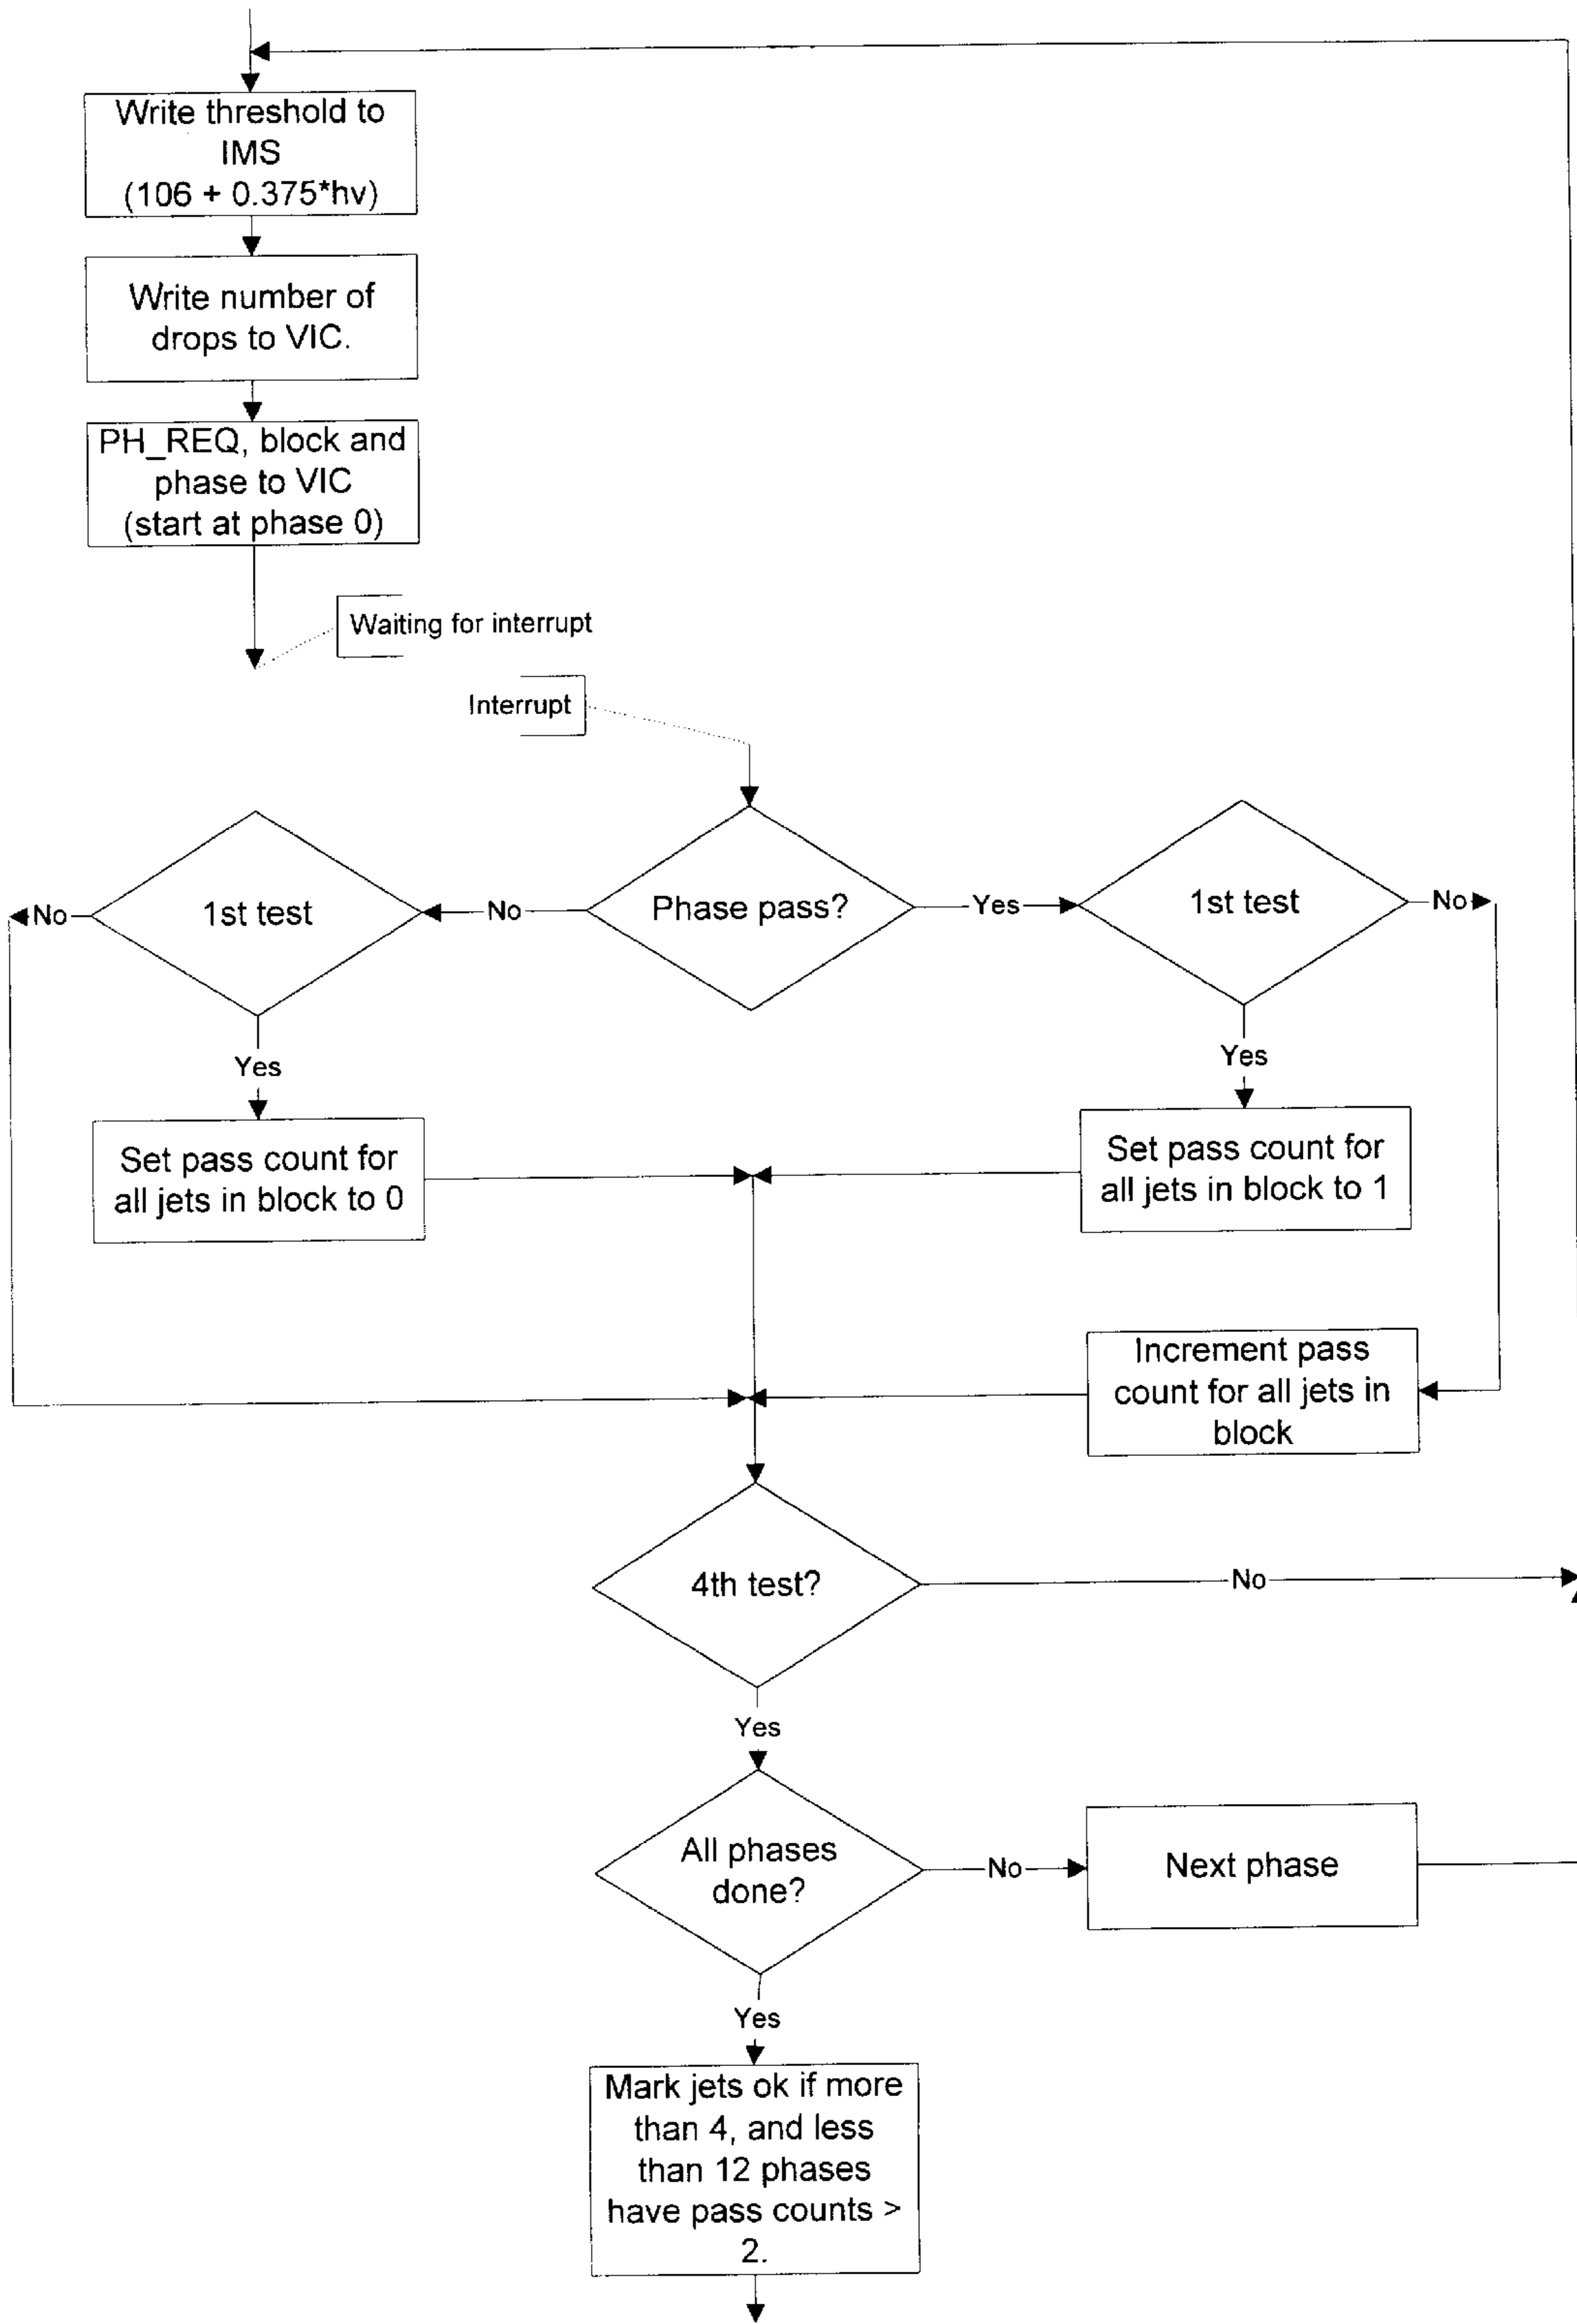 Write threshold to
IMS
(106 + 0.375*hv)
Write number of
drops to VIC.
PH_REQ, block and
phase to VIC
(start at phase 0)
Waiting for interrupt
Interrupt
No
1st test
No
Phase pass?
Yes
1st test
No
Yes
Yes
Set pass count for
all jets in block to 0
Set pass count for
all jets in block to 1
Increment pass
count for all jets in
block
4th test?
No
Yes
All phases
done?
No
Next phase
Yes
Mark jets ok if more
than 4, and less
than 12 phases
have pass counts >
2.